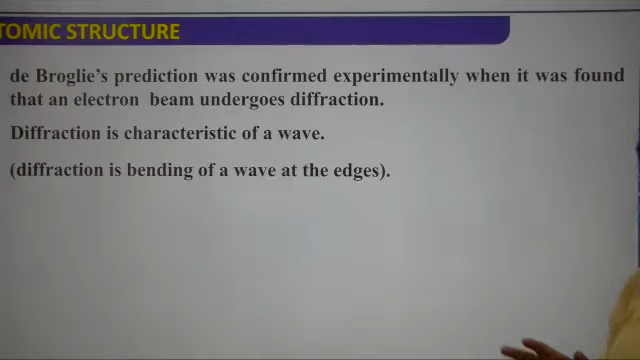 TOMIC STRUCTURE
de Broglie's prediction was confirmed experimentally when it was found
that an electron beam undergoes diffraction.
Diffraction is characteristic of a wave.
(diffraction is bending of a wave at the edges).